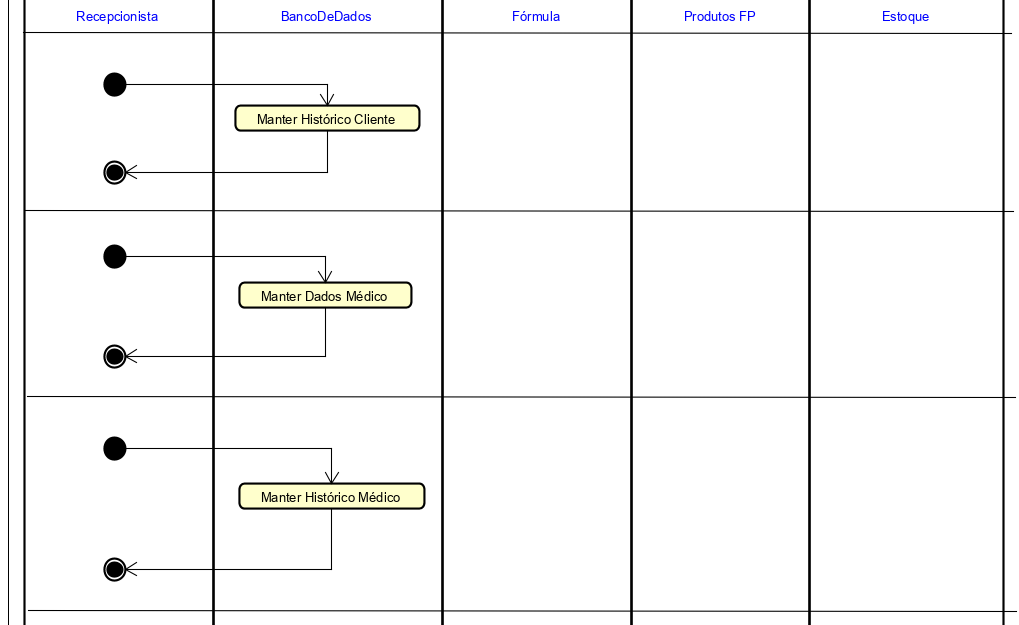 Recepcionista
BancoDeDados
Fórmula
Produtos FP
Estoque
Manter Histórico Cliente
Manter Dados Médico
Manter Histórico Médico